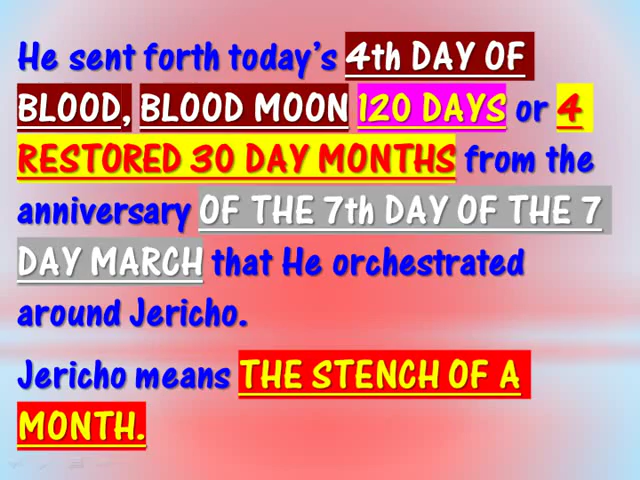 He sent forth today's 4th DAY OF
BLOOD, BLOOD MOON 120 DAYS or 4
RESTORED 30 DAY MONTHS from the
anniversary OF THE 7th DAY OF THE 7
DAY MARCH that He orchestrated
around Jericho.
Jericho means THE STENCH OF A
MONTH.